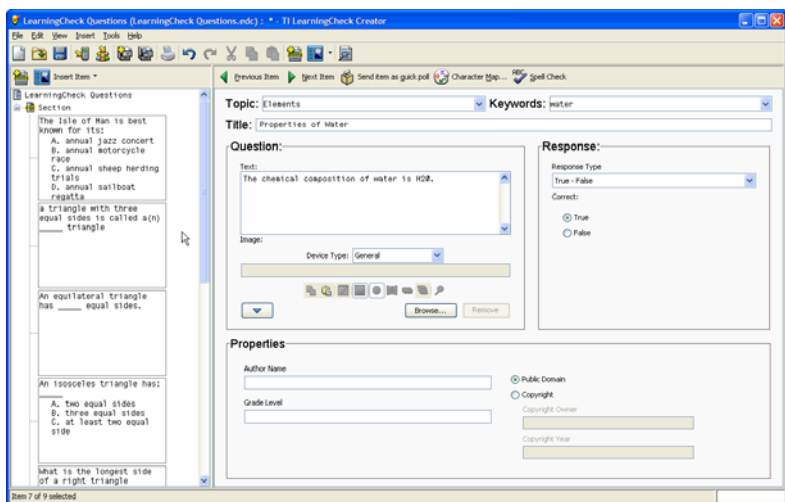 LearningCheck Questions (LearningCheck Questions.edc) : * - TI LearningCheck Creator
File Edit View Insert Tools Help
Insert Item
Previous Item Next Item Send item as quick poll Character Map... Spell Check
LearningCheck Questions
Section
The Isle of Man is best
known for its:
A. annual jazz concert
B. annual motorcycle
race
C. annual sheep herding
trials
D. annual sailboat
regatta
a triangle with three
equal sides is called a(n)
_____ triangle
An equilateral triangle
has _____ equal sides.
An isosceles triangle has:
_____
A. two equal sides
B. three equal sides
C. at least two equal
side
What is the longest side
of a right triangle
Topic: Elements Keywords: water
Title: Properties of Water
Question:
Text:
The chemical composition of water is H2O.
Image:
Device Type: General
Browse... Remove
Response:
Response Type
True - False
Correct:
True
False
Properties
Author Name
Grade Level
Public Domain
Copyright
Copyright Owner
Copyright Year
Item 7 of 9 selected